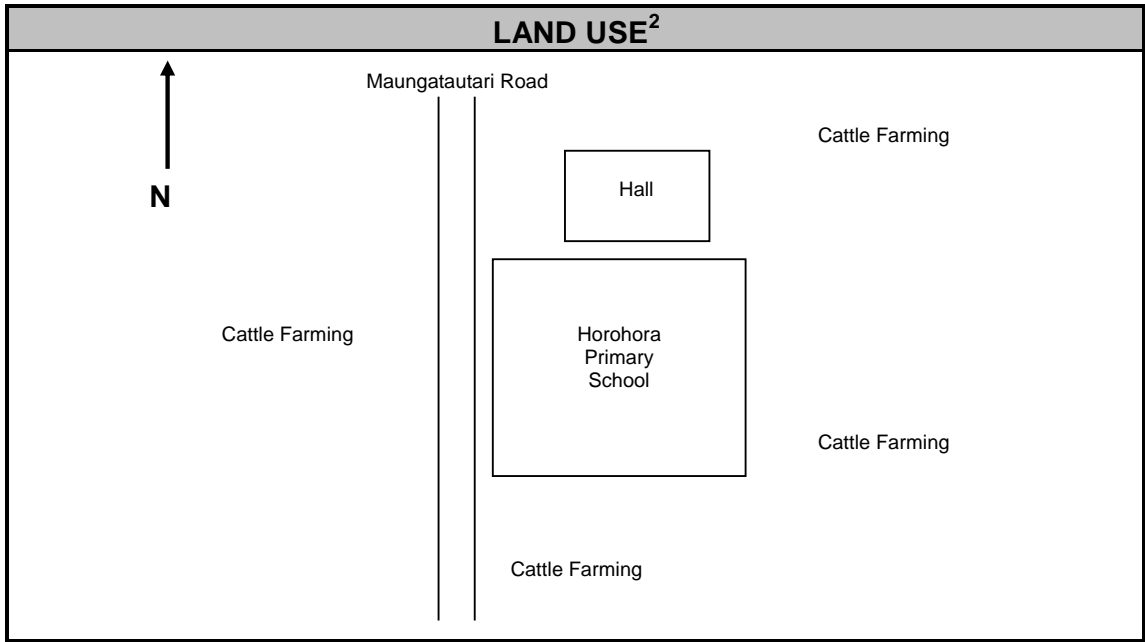 LAND USE²
Maungatautari Road
Cattle Farming
Hall
N
Cattle Farming
Horohora
Primary
School
Cattle Farming
Cattle Farming